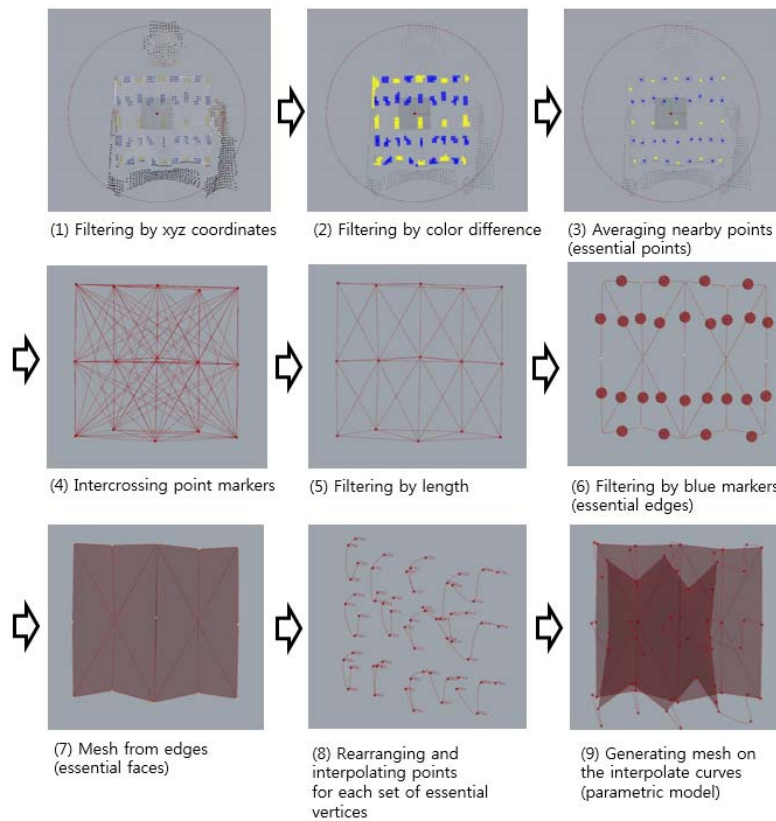 (1) Filtering by xyz coordinates
(2) Filtering by color difference
(3) Averaging nearby points
(essential points)
(4) Intercrossing point markers
(5) Filtering by length
(6) Filtering by blue markers
(essential edges)
(7) Mesh from edges
(essential faces)
(8) Rearranging and
interpolating points
for each set of essential
vertices
(9) Generating mesh on
the interpolate curves
(parametric model)